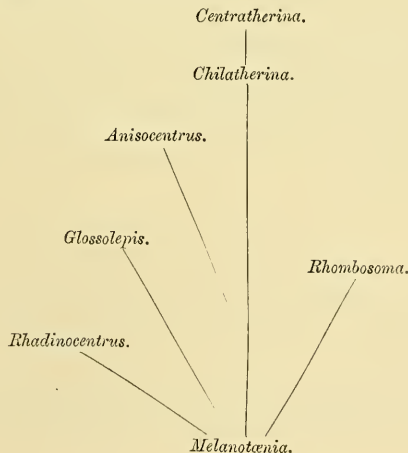 Centratherina.
Chilatherina.
Anisocentrus.
Glossolepis.
Rhombosoma.
Rhadinocentrus.
Melanotænia.